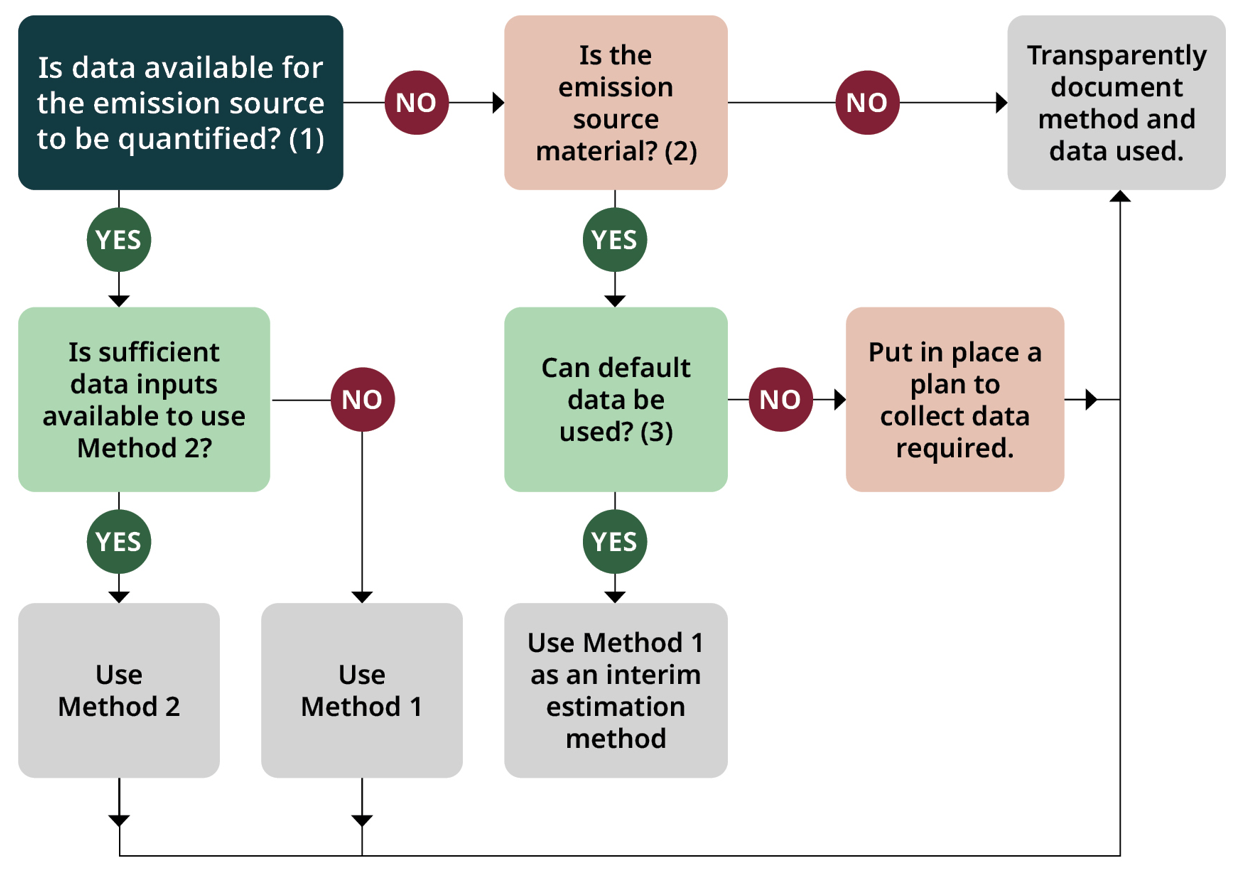 Is data available for
the emission source
to be quantified? (1)
NO
Is the
emission
source
material? (2)
NO
Transparently
document
method and
data used.
YES
YES
Is sufficient
data inputs
available to use
Method 2?
NO
Can default
data be
used? (3)
NO
Put in place a
plan to
collect data
required.
YES
YES
Use
Method 2
Use
Method 1
Use Method 1
as an interim
estimation
method